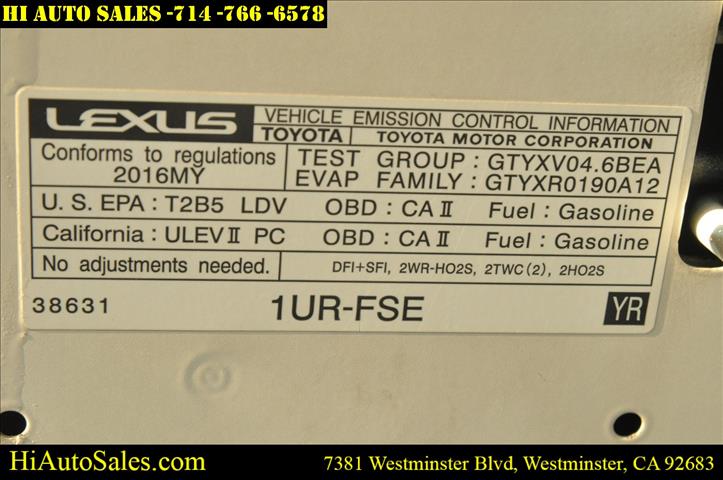 HI AUTO SALES -714 -766 -6578
LEXUS
VEHICLE EMISSION CONTROL INFORMATION
TOYOTA TOYOTA MOTOR CORPORATION
Conforms to regulations
2016MY
TEST GROUP : GTYXV04.6BEA
EVAP FAMILY : GTYXR0190A12
U. S. EPA : T2B5 LDV OBD : CA II Fuel : Gasoline
California : ULEV II PC OBD : CA II Fuel : Gasoline
No adjustments needed. DFI+SFI, 2WR-HO2S, 2TWC(2), 2HO2S
38631 1UR-FSE YR
HiAutoSales.com 7381 Westminster Blvd, Westminster, CA 92683